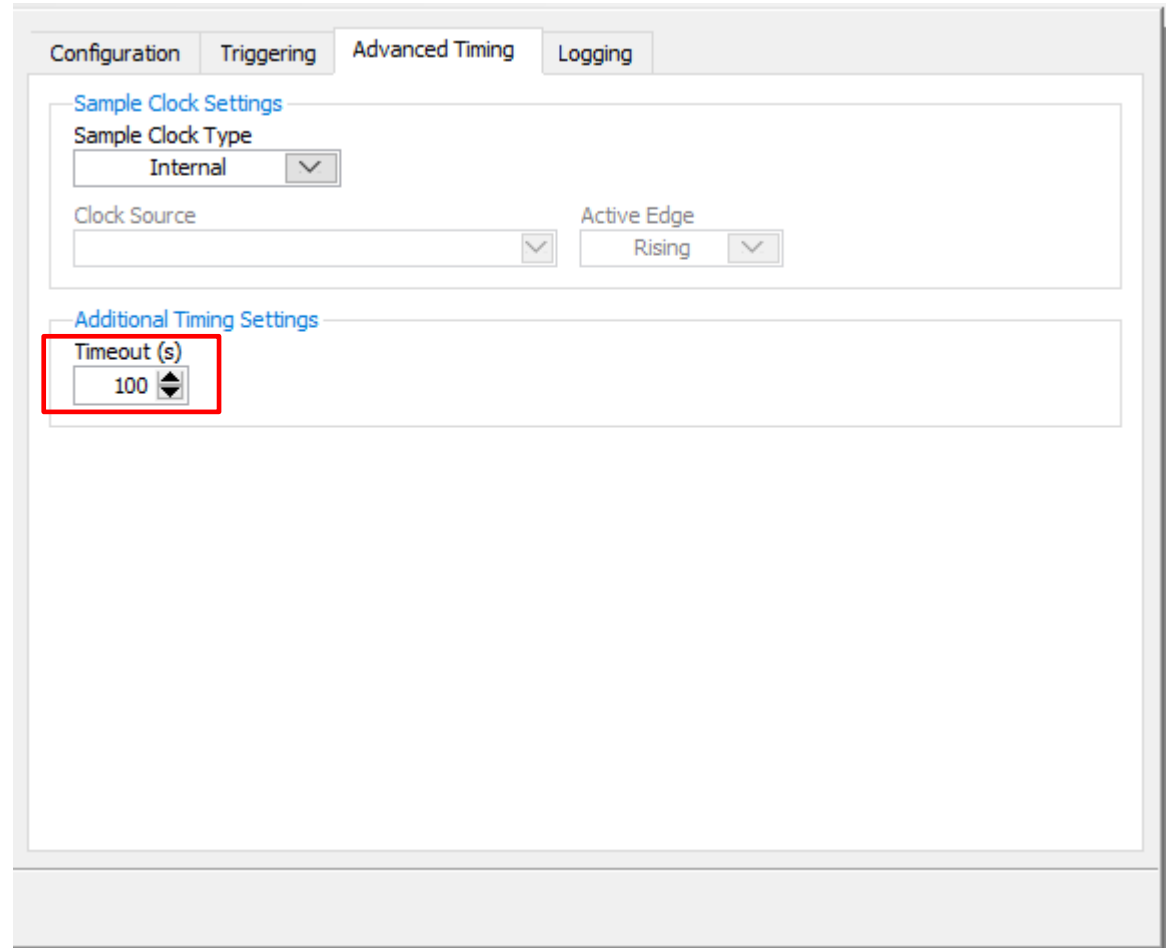 Configuration Triggering Advanced Timing Logging
Sample Clock Settings
Sample Clock Type
Internal
Clock Source Active Edge
Rising
Additional Timing Settings
Timeout (s)
100